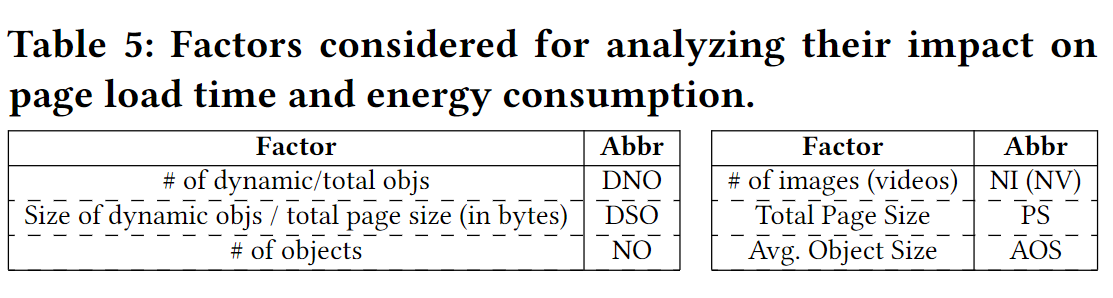 Table 5: Factors considered for analyzing their impact on
page load time and energy consumption.
Factor Abbr
# of dynamic/total objs DNO
Size of dynamic objs / total page size (in bytes) DSO
# of objects NO
Factor Abbr
# of images (videos) NI (NV)
Total Page Size PS
Avg. Object Size AOS